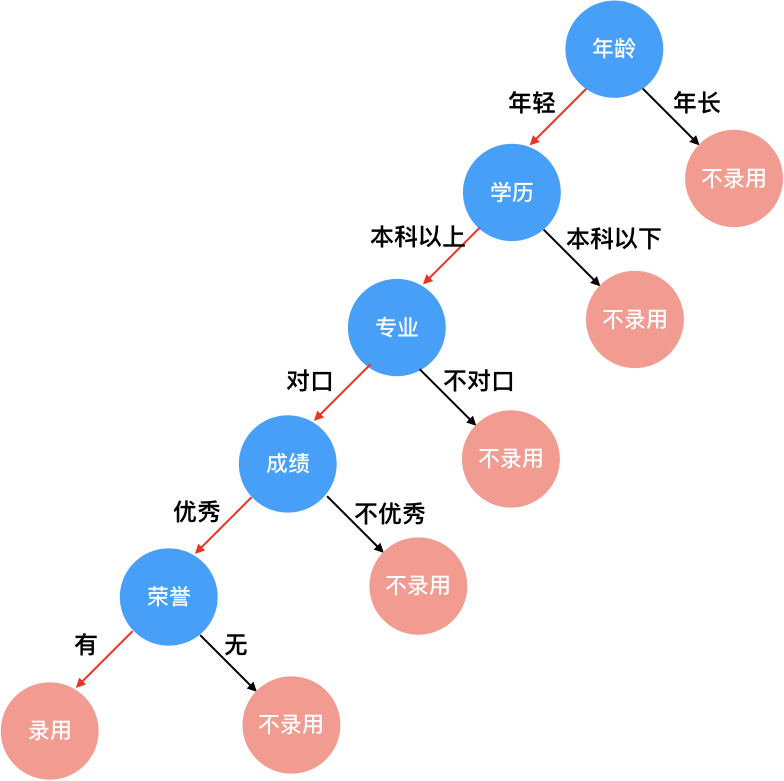 年龄
年轻
年长
不录用
学历
本科以上
本科以下
不录用
专业
对口
不对口
不录用
成绩
优秀
不优秀
不录用
荣誉
有
无
录用
不录用